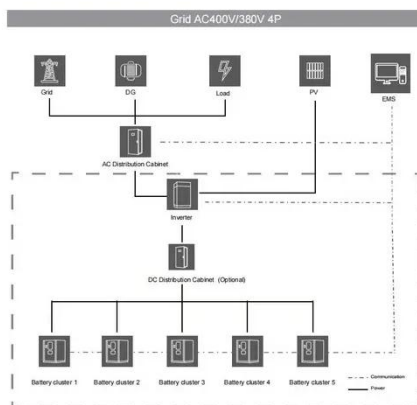 Grid AC400V/380V 4P
Grid
DG
Load
PV
EMS
AC Distribution Cabinet
Inverter
DC Distribution Cabinet (Optional)
Battery cluster 1
Battery cluster 2
Battery cluster 3
Battery cluster 4
Battery cluster 5
Communication
Power